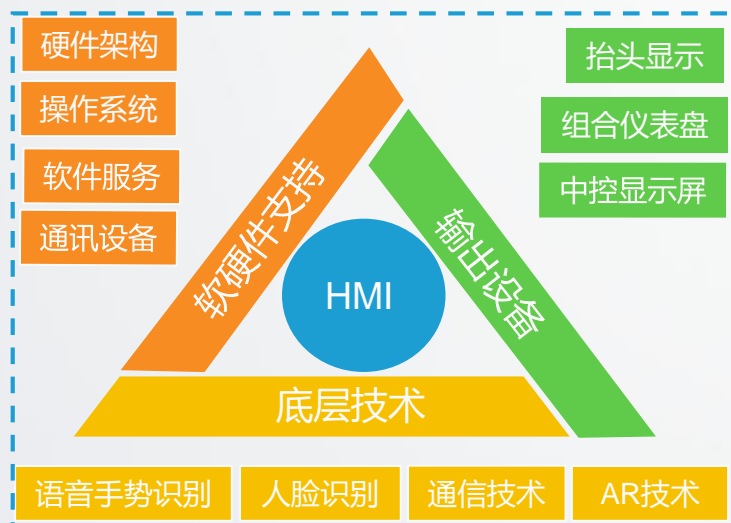 硬件架构
操作系统
软件服务
通讯设备
抬头显示
组合仪表盘
中控显示屏
软硬件支持
输出设备
HMI
底层技术
语音手势识别
人脸识别
通信技术
AR技术